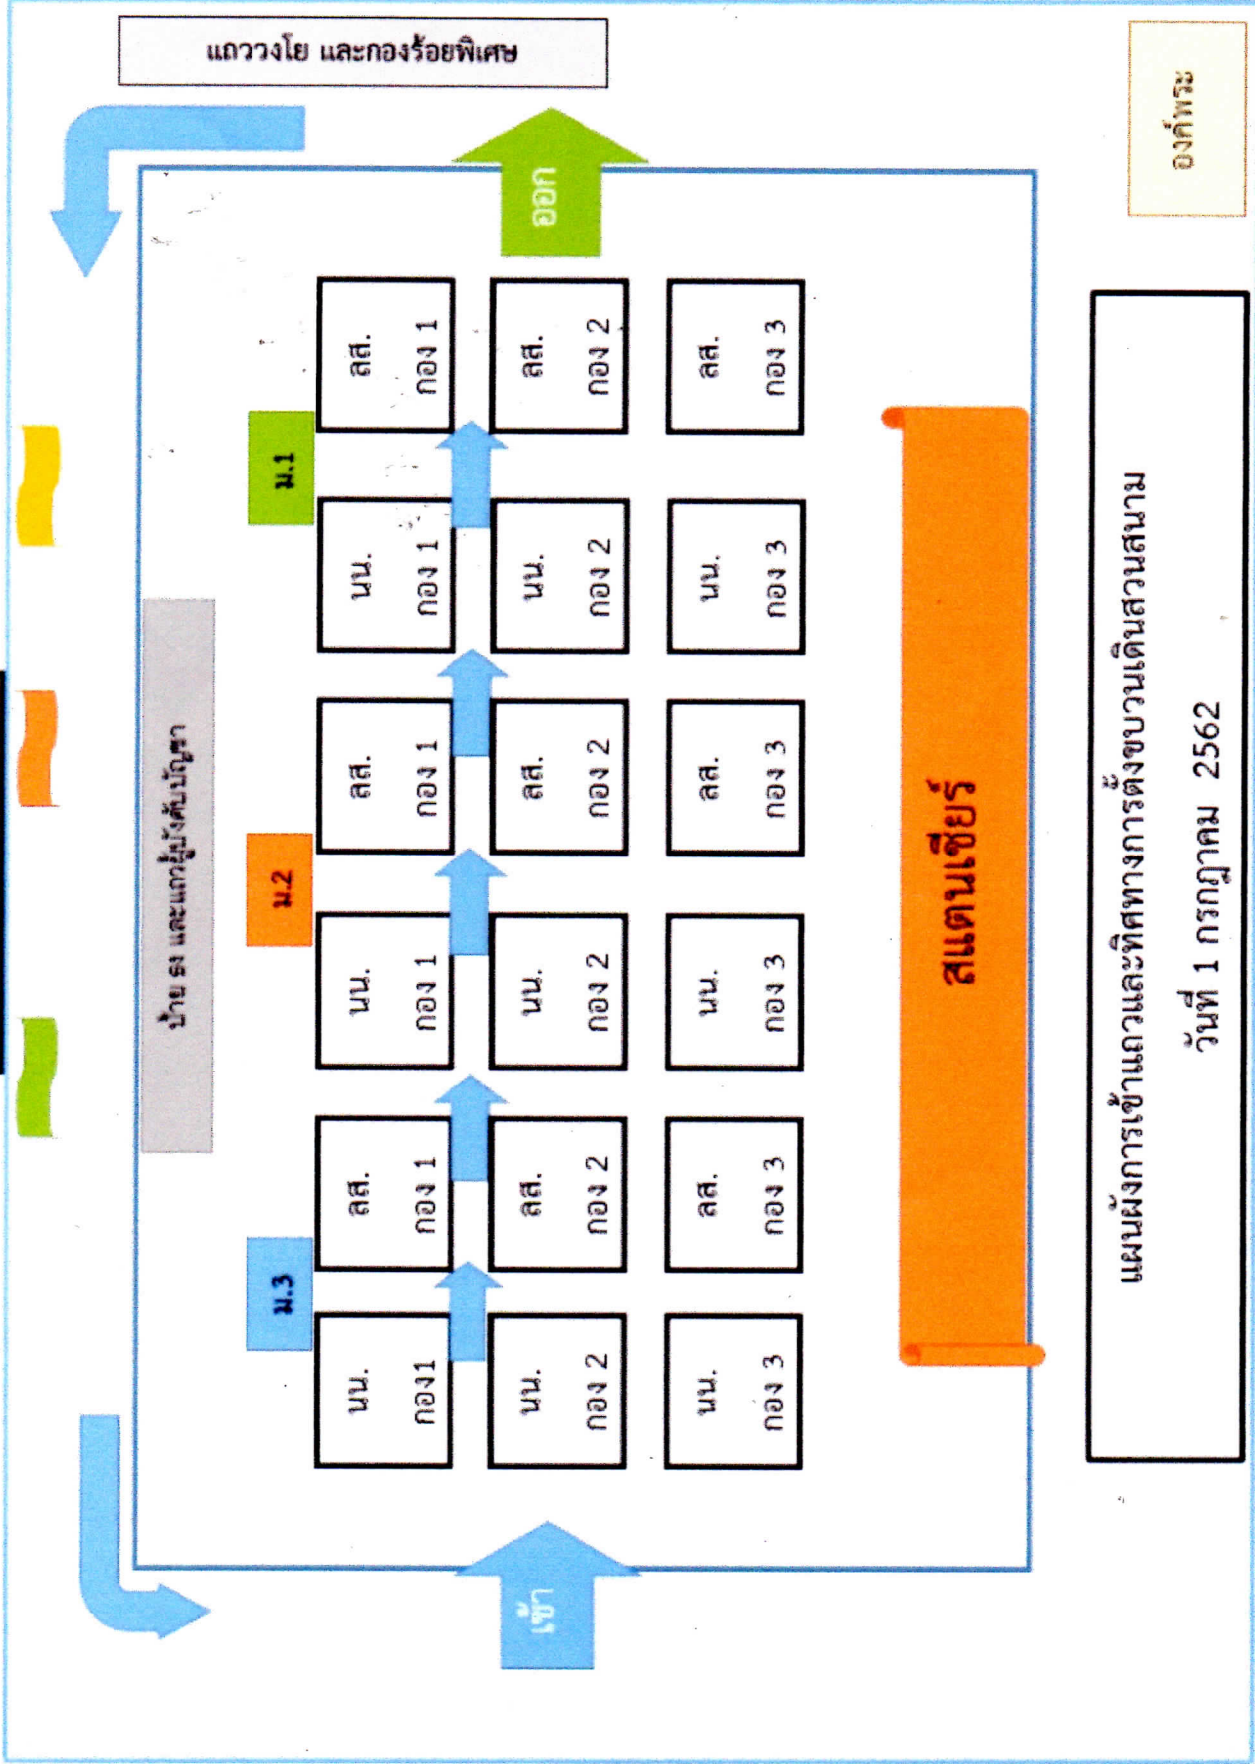 แถววงโย และกองร้อยพิเศษ
องค์พระ
ออก
ป้าย ธง และแถวผู้บังคับบัญชา
ม.3
ม.2
ม.1
นน.
กอง1
ลส.
กอง 1
นน.
กอง 1
ลส.
กอง 1
นน.
กอง 1
ลส.
กอง 1
เข้า
นน.
กอง 2
ลส.
กอง 2
นน.
กอง 2
ลส.
กอง 2
นน.
กอง 2
ลส.
กอง 2
นน.
กอง 3
ลส.
กอง 3
นน.
กอง 3
ลส.
กอง 3
นน.
กอง 3
ลส.
กอง 3
สแตนเชียร์
แผนผังการเข้าแถวและทิศทางการตั้งขบวนเดินสวนสนาม
วันที่ 1 กรกฎาคม 2562